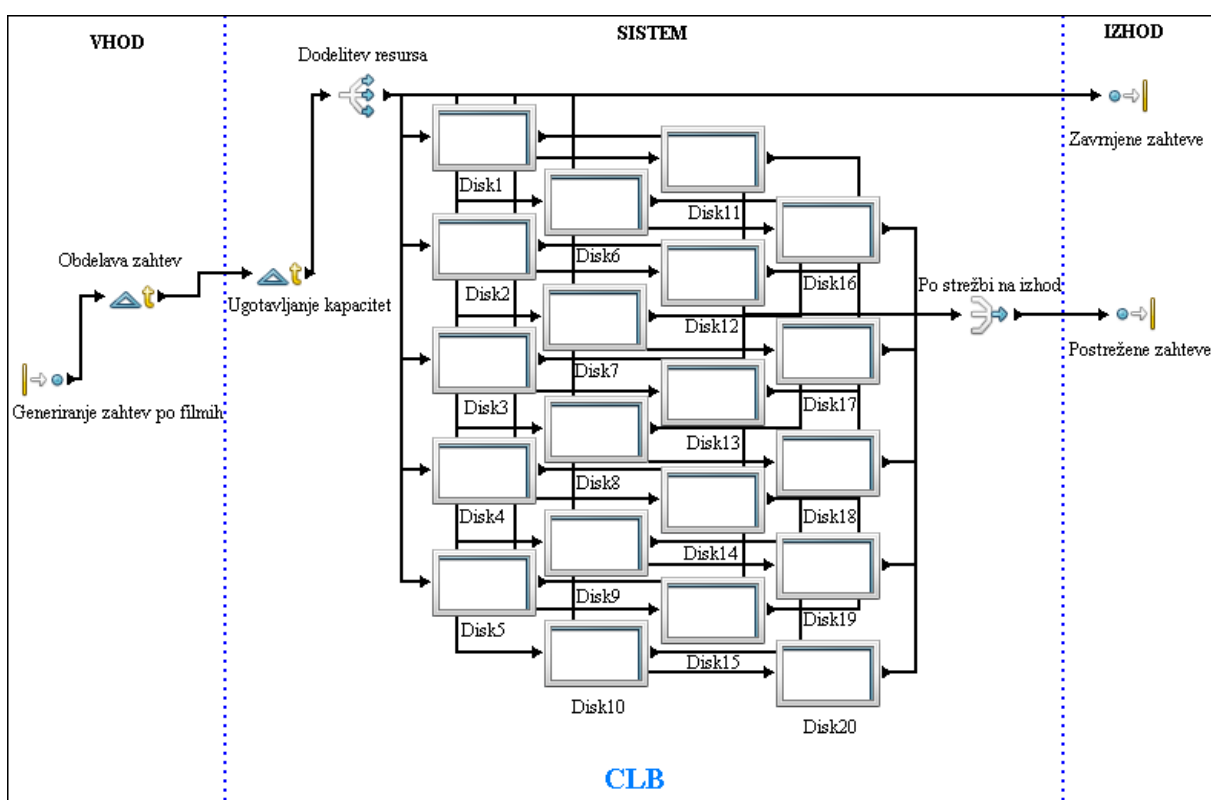 VHOD
SISTEM
IZHOD
Dodelitev resursa
Zavrnjene zahteve
Disk1
Disk11
Disk6
Obdelava zahtev
Disk16
Po strežbi na izhod
Disk2
Ugotavljanje kapacitet
Disk12
Postrežene zahteve
Disk7
Disk17
Generiranje zahtev po filmih
Disk3
Disk13
Disk8
Disk4
Disk18
Disk14
Disk9
Disk19
Disk5
Disk15
Disk10
Disk20
CLB